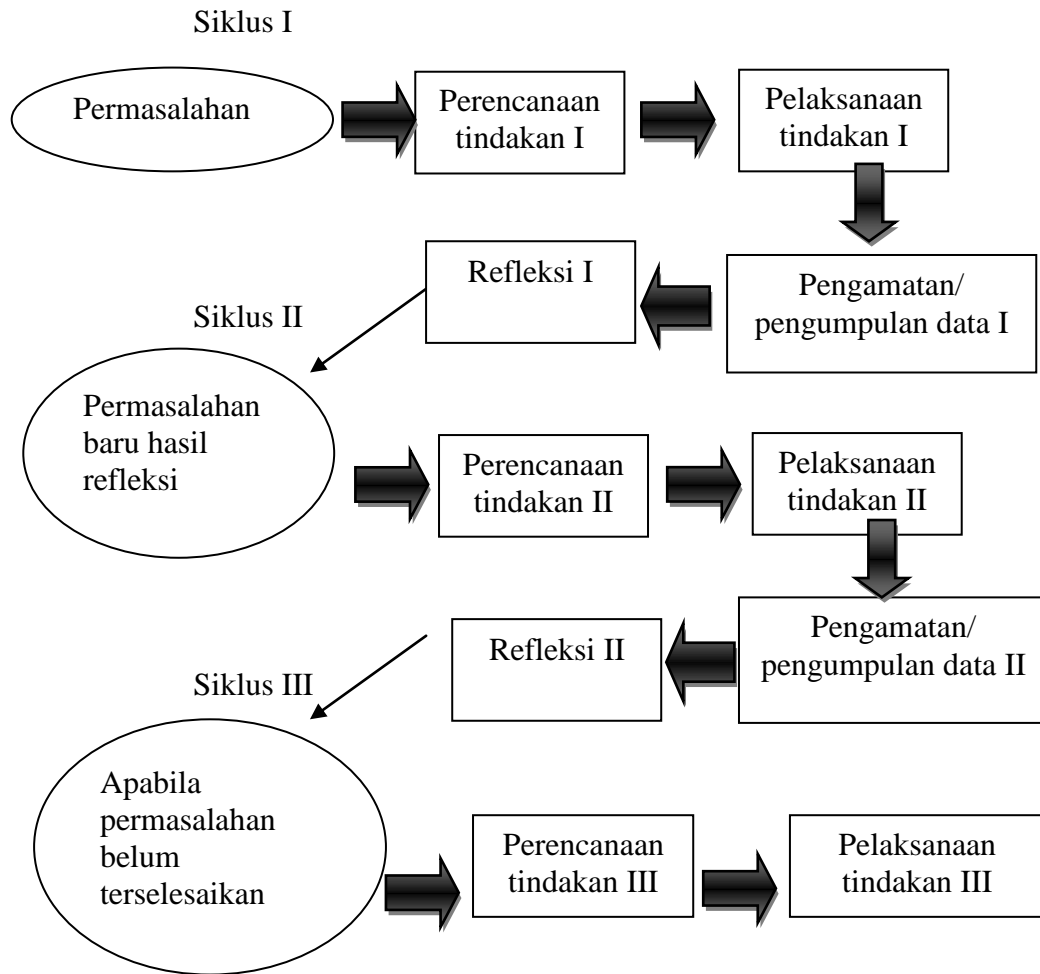 Siklus I
Permasalahan
Perencanaan
tindakan I
Pelaksanaan
tindakan I
Pengamatan/
pengumpulan data I
Refleksi I
Siklus II
Permasalahan
baru hasil
refleksi
Perencanaan
tindakan II
Pelaksanaan
tindakan II
Pengamatan/
pengumpulan data II
Refleksi II
Siklus III
Apabila
permasalahan
belum
terselesaikan
Perencanaan
tindakan III
Pelaksanaan
tindakan III